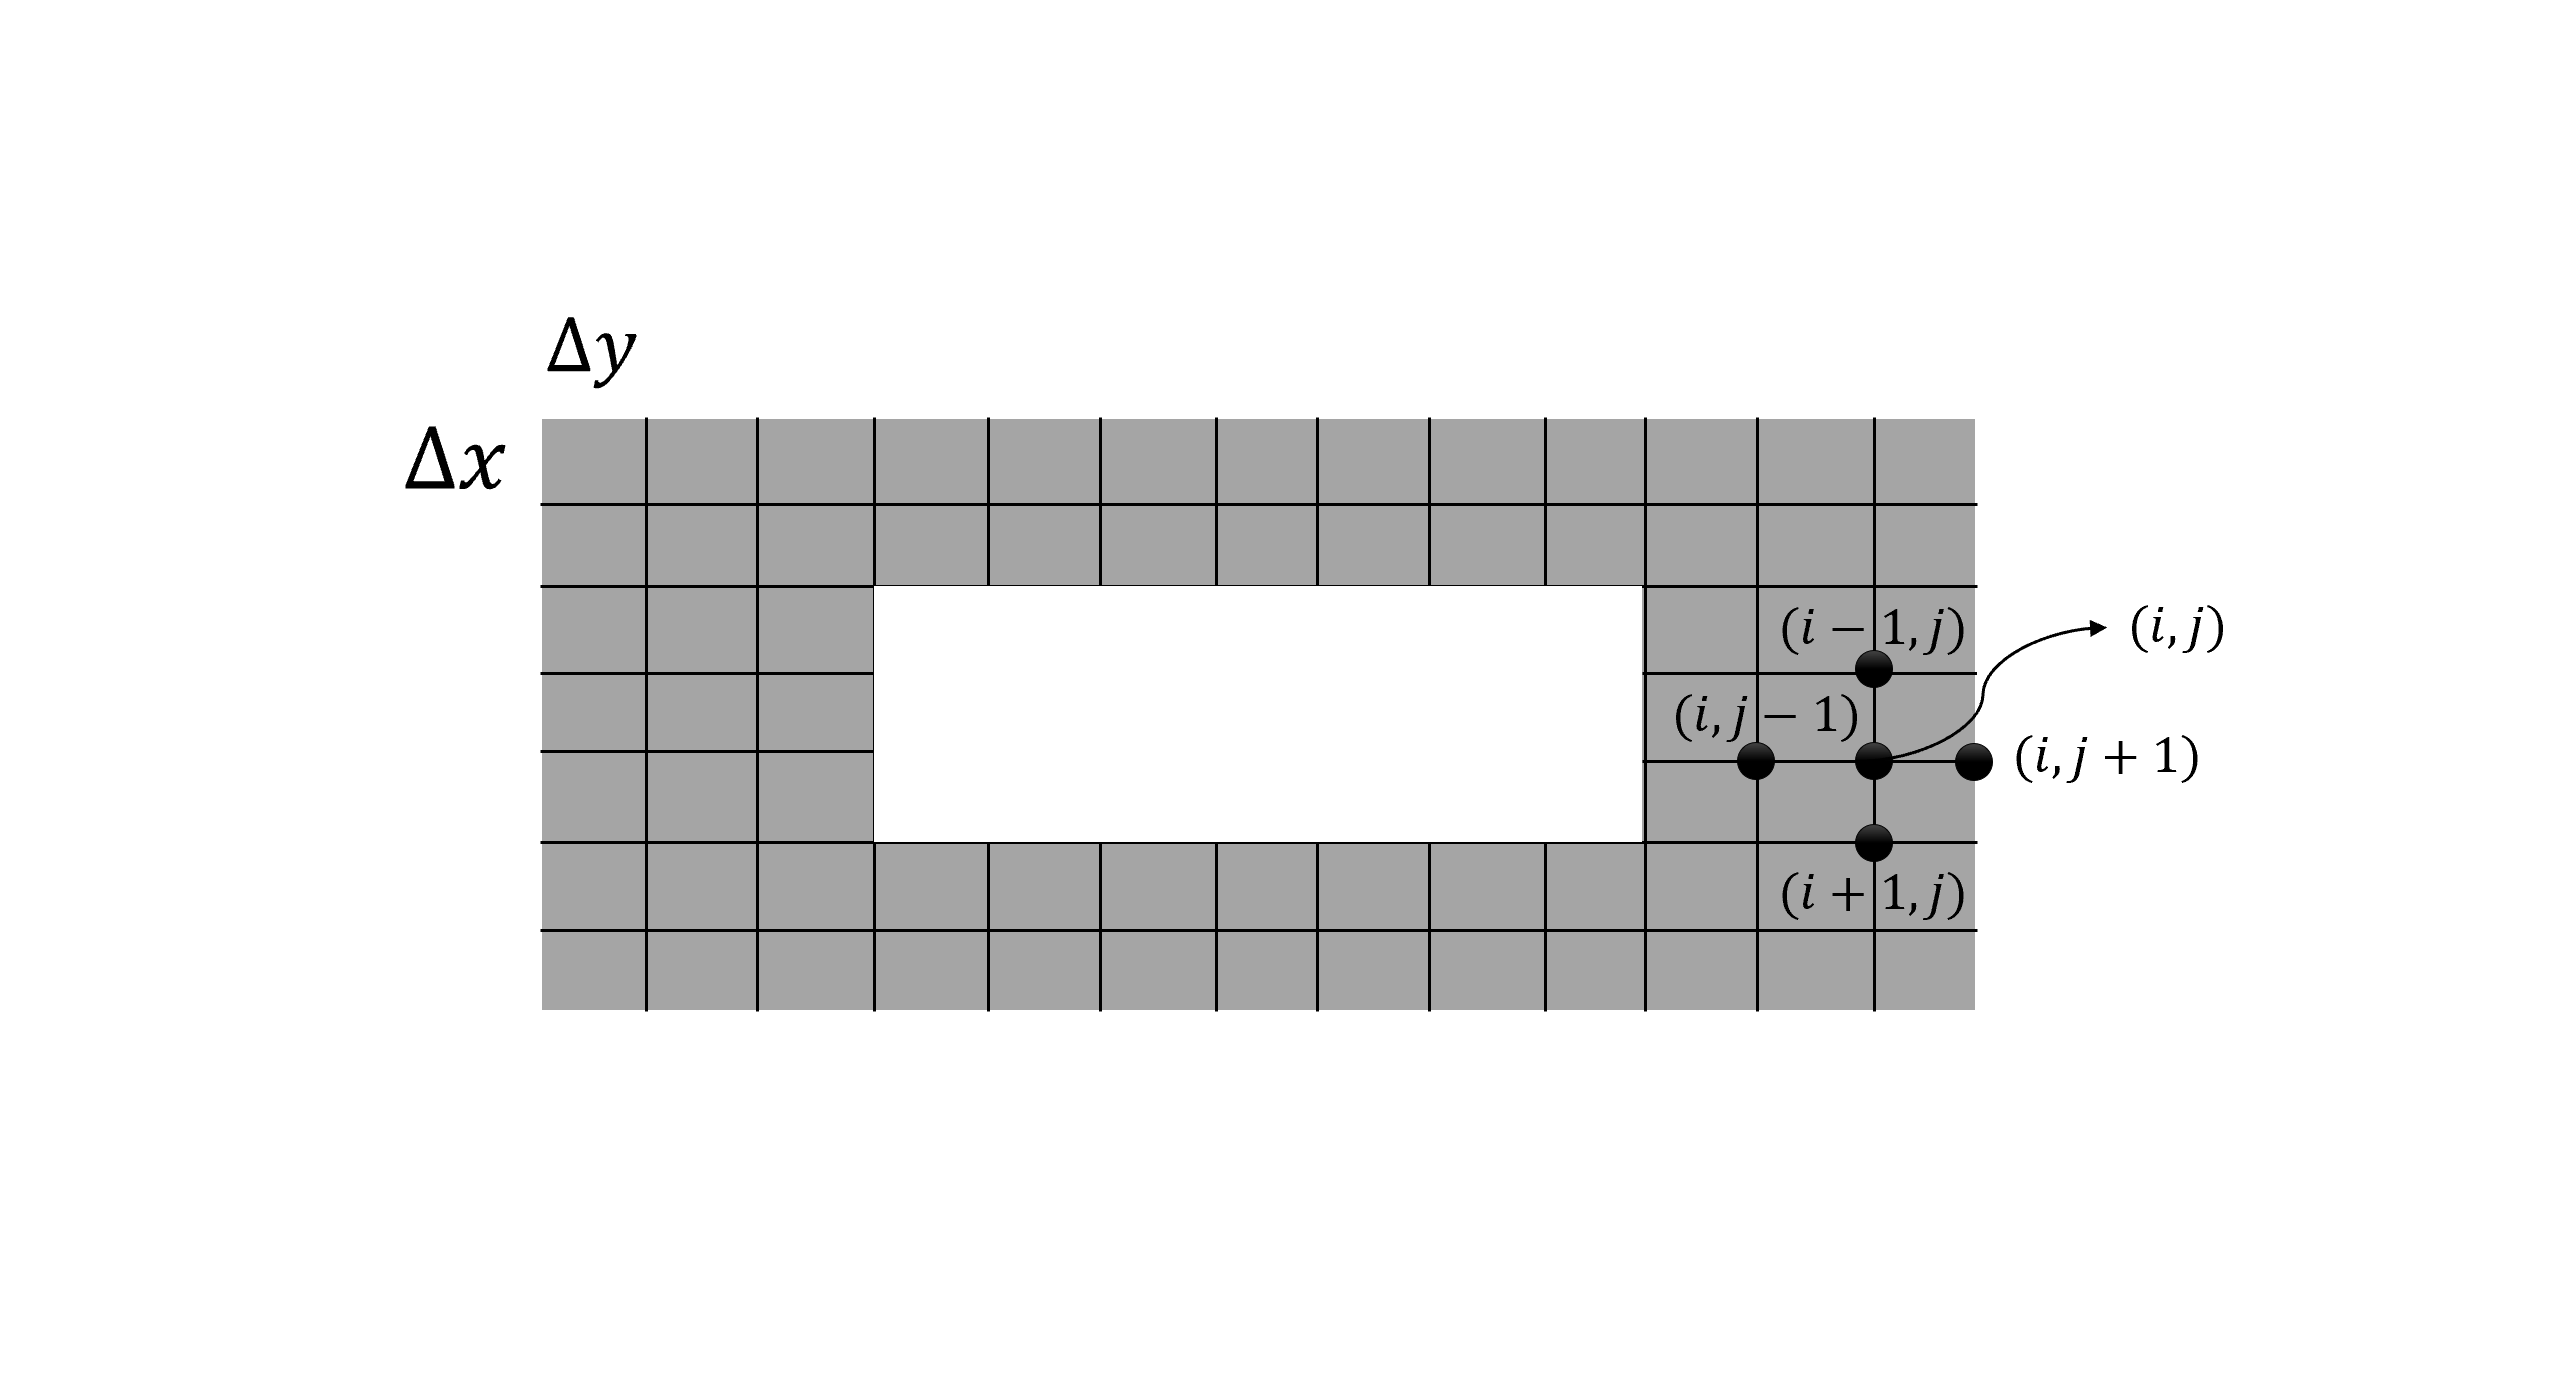 Δy
Δx
(i − 1, j)
(i, j)
(i, j − 1)
(i, j + 1)
(i + 1, j)